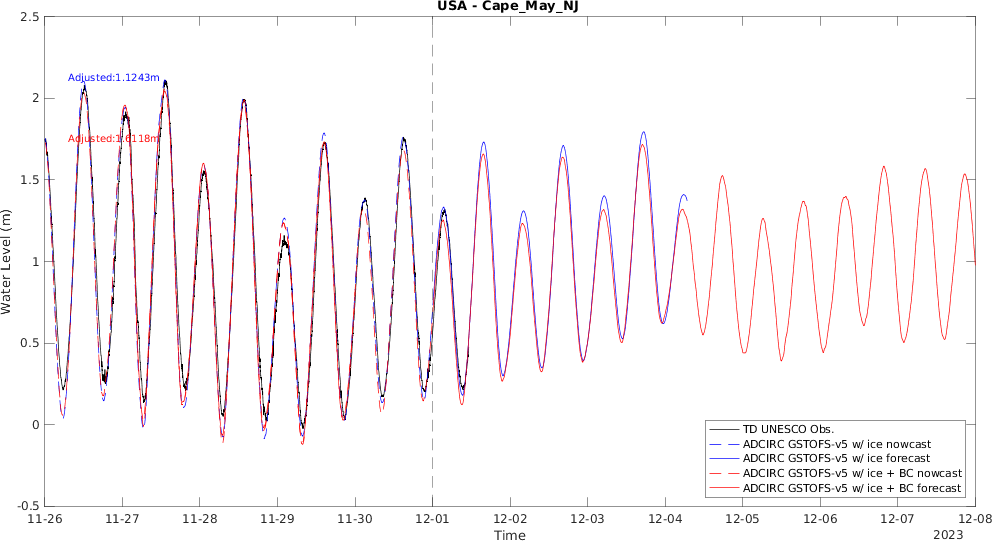 USA - Cape_May_NJ
2.5
2
1.5
1
0.5
0
-0.5
Water Level (m)
Adjusted:1.1243m
Adjusted:1.6118m
TD UNESCO Obs.
ADCIRC GSTOFS-v5 w/ ice nowcast
ADCIRC GSTOFS-v5 w/ ice forecast
ADCIRC GSTOFS-v5 w/ ice + BC nowcast
ADCIRC GSTOFS-v5 w/ ice + BC forecast
11-26 11-27 11-28 11-29 11-30 12-01 12-02 12-03 12-04 12-05 12-06 12-07 12-08
Time
2023